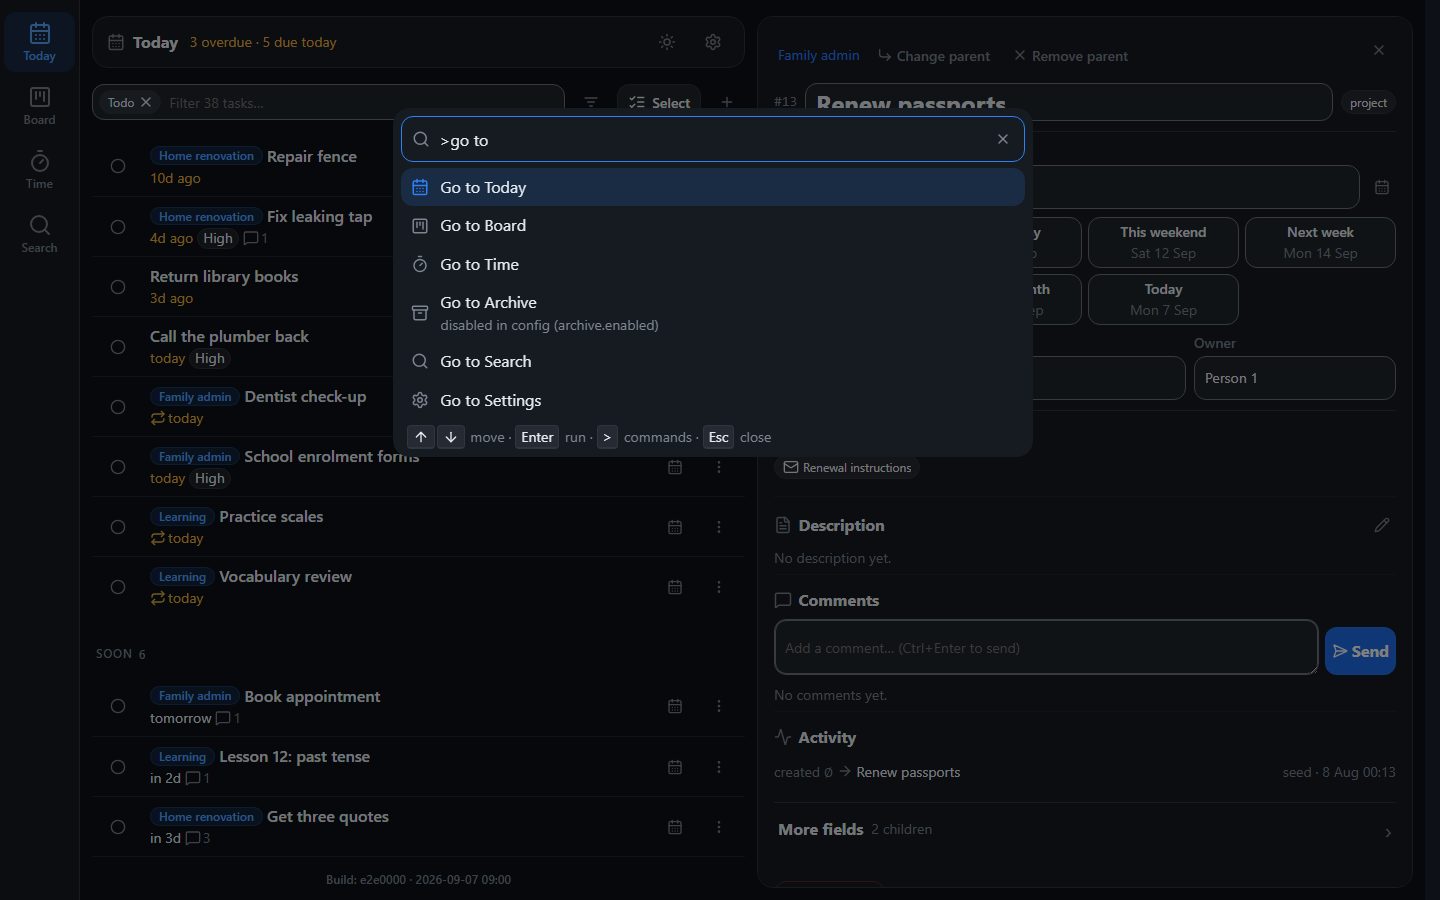 Today
Board
Time
Search
Today 3 overdue · 5 due today
Todo Filter 38 tasks...
Select
Home renovation Repair fence
10d ago
Home renovation Fix leaking tap
4d ago High 1
Return library books
3d ago
Call the plumber back
today High
Family admin Dentist check-up
today
Family admin School enrolment forms
today High
Learning Practice scales
today
Learning Vocabulary review
today
SOON 6
Family admin Book appointment
tomorrow 1
Learning Lesson 12: past tense
in 2d 1
Home renovation Get three quotes
in 3d 3
Build: e2e0000 · 2026-09-07 09:00
>go to
Go to Today
Go to Board
Go to Time
Go to Archive
disabled in config (archive.enabled)
Go to Search
Go to Settings
↑ ↓ move · Enter run · > commands · Esc close
Family admin Change parent Remove parent
#13 Renew passports project
This weekend
Sat 12 Sep
Next week
Mon 14 Sep
Today
Mon 7 Sep
Owner
Person 1
Renewal instructions
Description
No description yet.
Comments
Add a comment... (Ctrl+Enter to send)
Send
No comments yet.
Activity
created Ø → Renew passports seed · 8 Aug 00:13
More fields 2 children